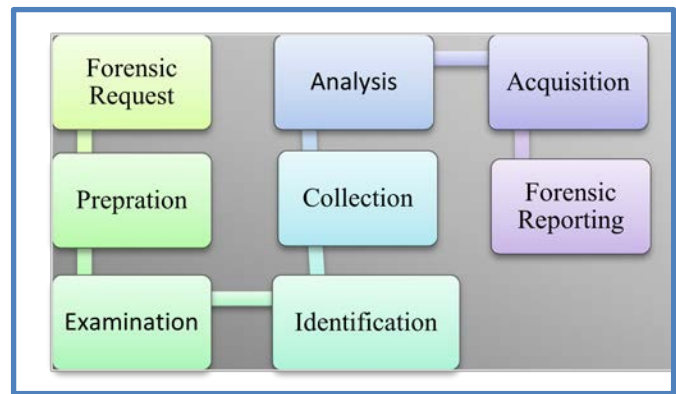 Forensic
Request
Prepration
Examination
Identification
Collection
Analysis
Acquisition
Forensic
Reporting